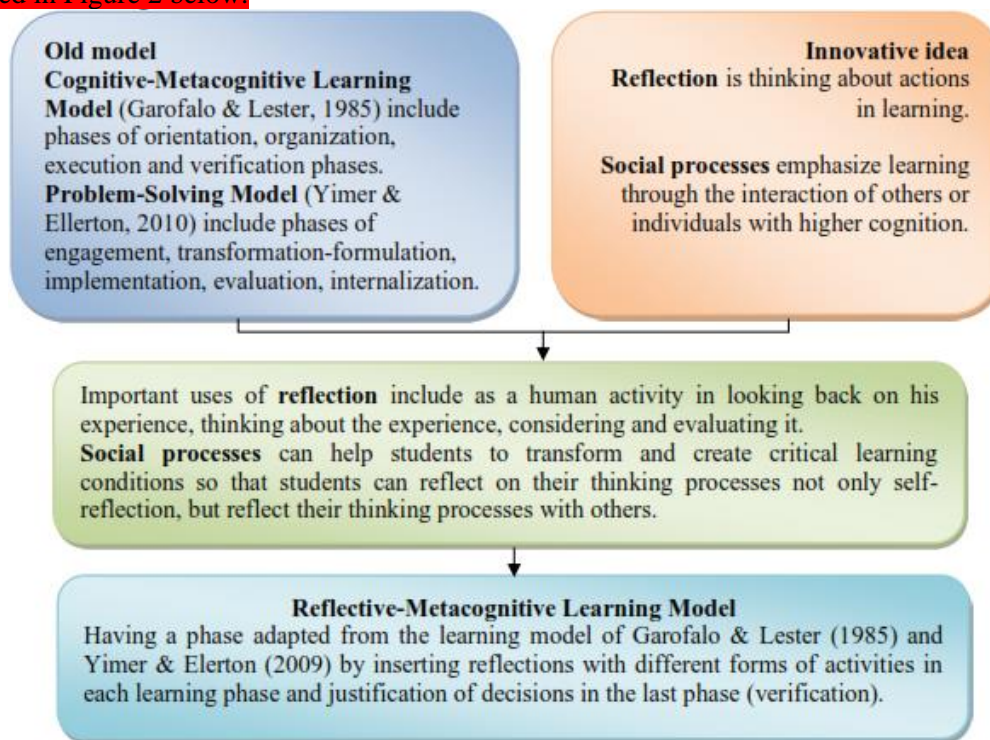 ed in Figure 2 below.
Old model
Cognitive-Metacognitive Learning
Model (Garofalo & Lester, 1985) include
phases of orientation, organization,
execution and verification phases.
Problem-Solving Model (Yimer &
Ellerton, 2010) include phases of
engagement, transformation-formulation,
implementation, evaluation, internalization.
Innovative idea
Reflection is thinking about actions
in learning.
Social processes emphasize learning
through the interaction of others or
individuals with higher cognition.
Important uses of reflection include as a human activity in looking back on his
experience, thinking about the experience, considering and evaluating it.
Social processes can help students to transform and create critical learning
conditions so that students can reflect on their thinking processes not only self-
reflection, but reflect their thinking processes with others.
Reflective-Metacognitive Learning Model
Having a phase adapted from the learning model of Garofalo & Lester (1985) and
Yimer & Elerton (2009) by inserting reflections with different forms of activities in
each learning phase and justification of decisions in the last phase (verification).